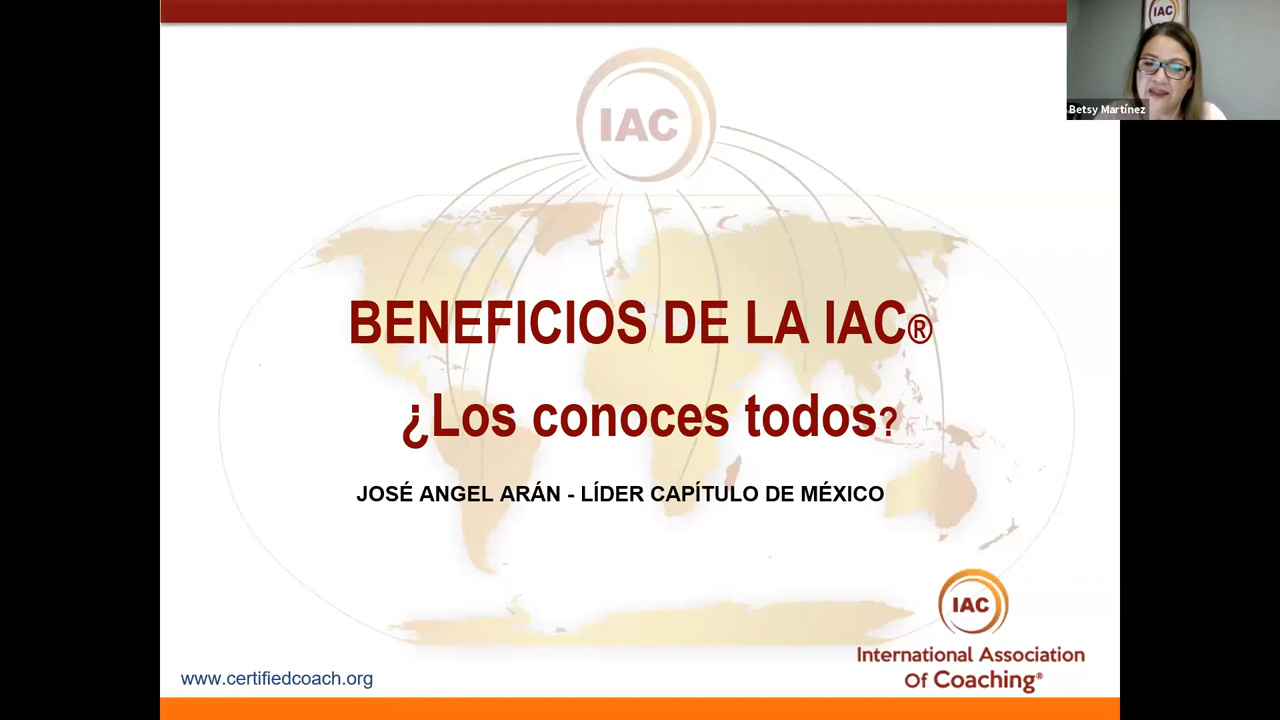 IAC
Betsy Martínez
IAC
BENEFICIOS DE LA IAC®
¿Los conoces todos?
JOSÉ ANGEL ARÁN - LÍDER CAPÍTULO DE MÉXICO
IAC
International Association
Of Coaching®
www.certifiedcoach.org